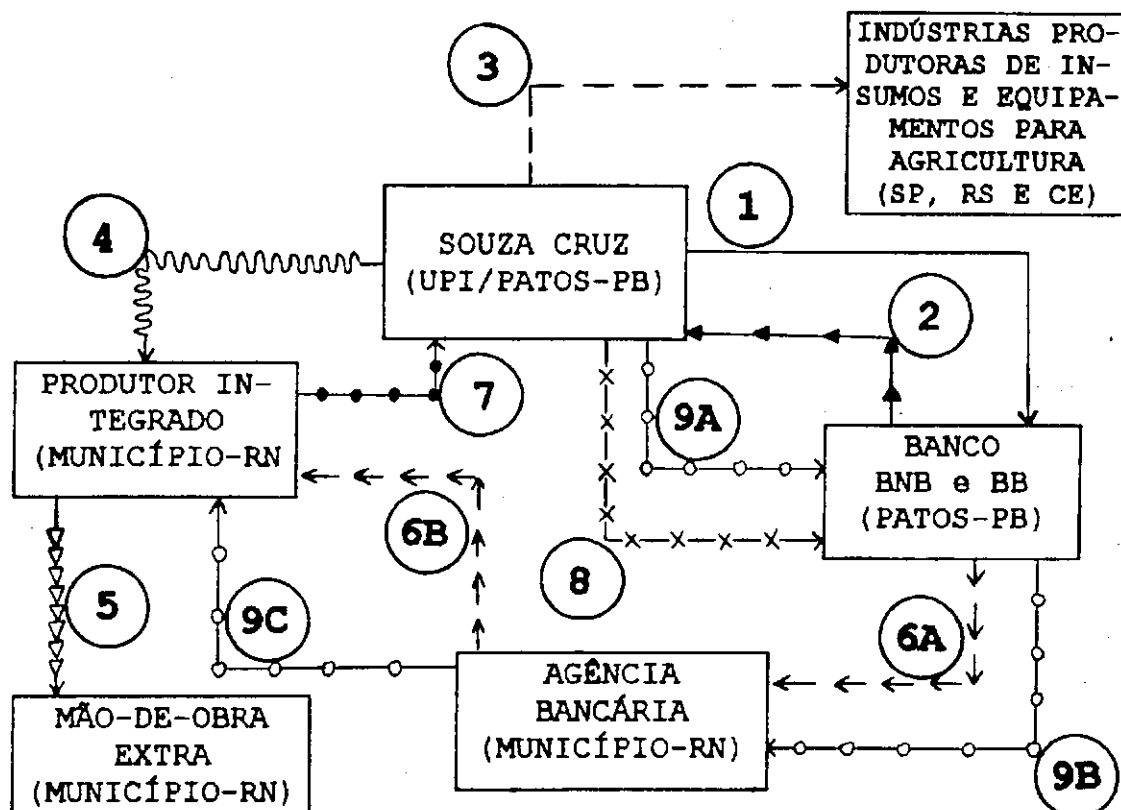 3
INDÚSTRIAS PRO-
DUTORAS DE IN-
SUMOS E EQUIPA-
MENTOS PARA
AGRICULTURA
(SP, RS E CE)
1
4
SOUZA CRUZ
(UPI/PATOS-PB)
2
PRODUTOR IN-
TEGRADO
(MUNICÍPIO-RN
7
9A
BANCO
BNB e BB
(PATOS-PB)
6B
8
5
9C
6A
AGÊNCIA
BANCÁRIA
(MUNICÍPIO-RN)
MÃO-DE-OBRA
EXTRA
(MUNICÍPIO-RN)
9B